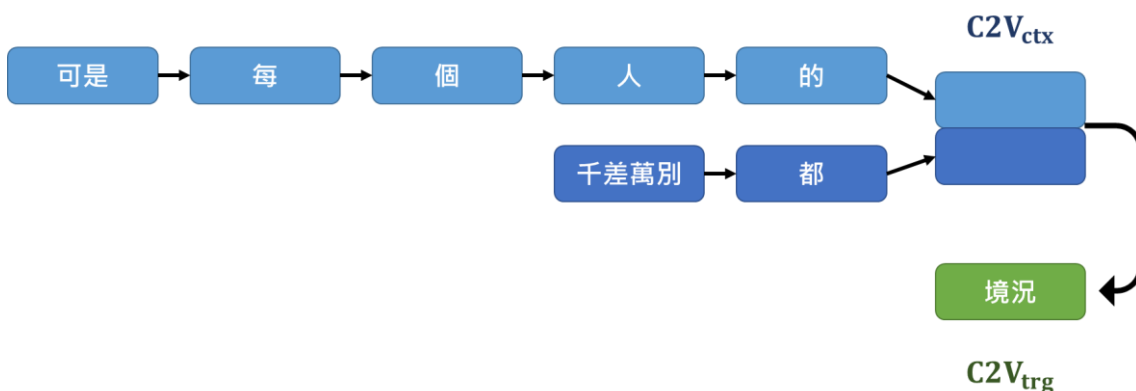 C2Vctx
可是 每 個 人 的
千差萬別 都
境況
C2Vtrg